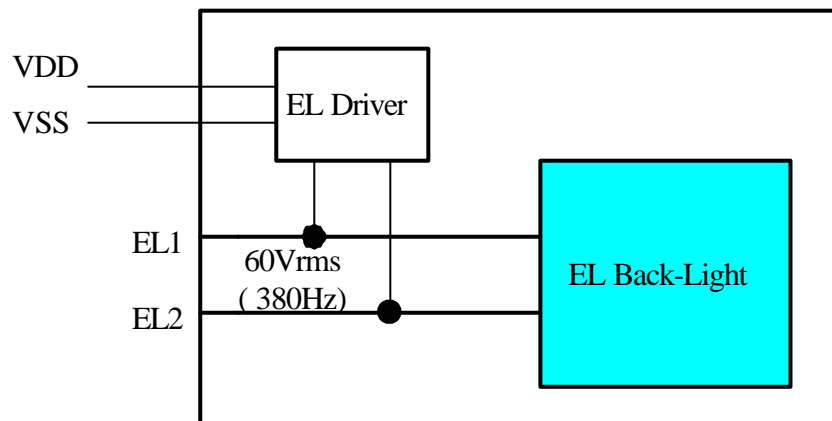 VDD
VSS
EL Driver
EL1
60Vrms
( 380Hz)
EL2
EL Back-Light